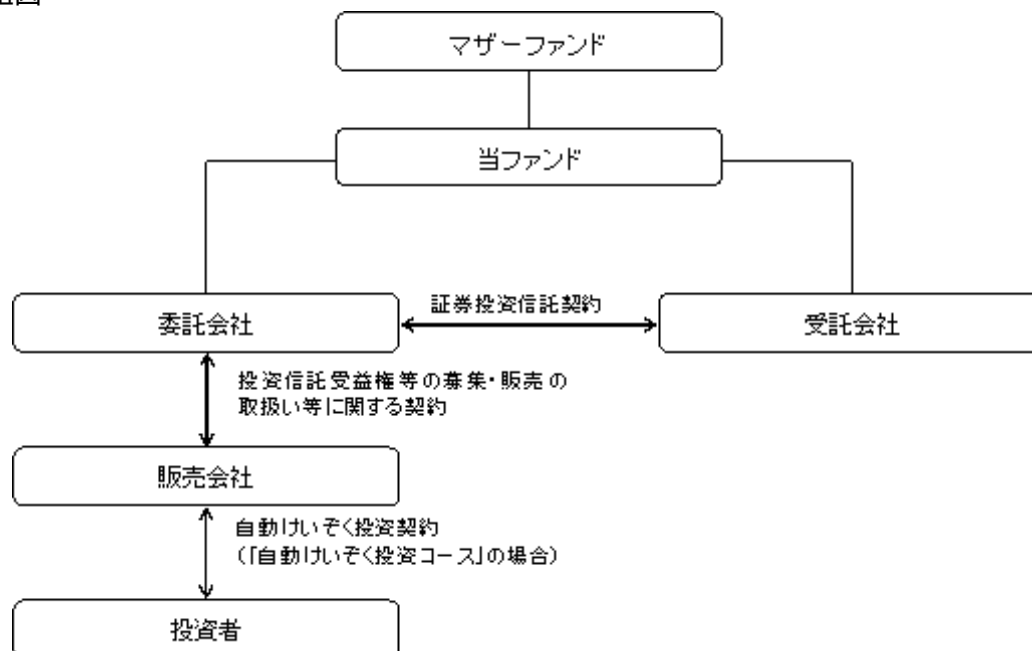 マザーファンド
当ファンド
証券投資信託契約
委託会社
受託会社
投資信託受益権等の募集・販売の
取扱い等に関する契約
販売会社
自動けいぞく投資契約
(「自動けいぞく投資コース」の場合)
投資者